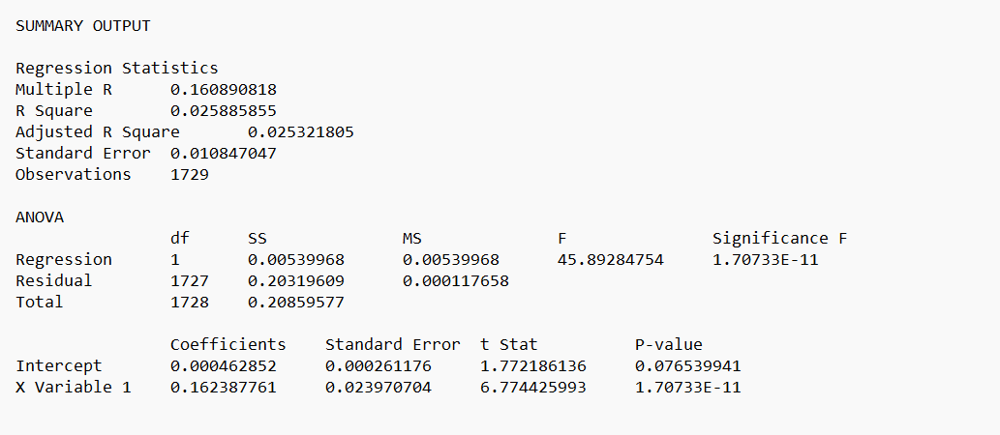 SUMMARY OUTPUT
Regression Statistics
Multiple R 0.160890818
R Square 0.025885855
Adjusted R Square 0.025321805
Standard Error 0.010847047
Observations 1729
ANOVA
df SS MS F Significance F
Regression 1 0.00539968 0.00539968 45.89284754 1.70733E-11
Residual 1727 0.20319609 0.000117658
Total 1728 0.20859577
Coefficients Standard Error t Stat P-value
Intercept 0.000462852 0.000261176 1.772186136 0.076539941
X Variable 1 0.162387761 0.023970704 6.774425993 1.70733E-11